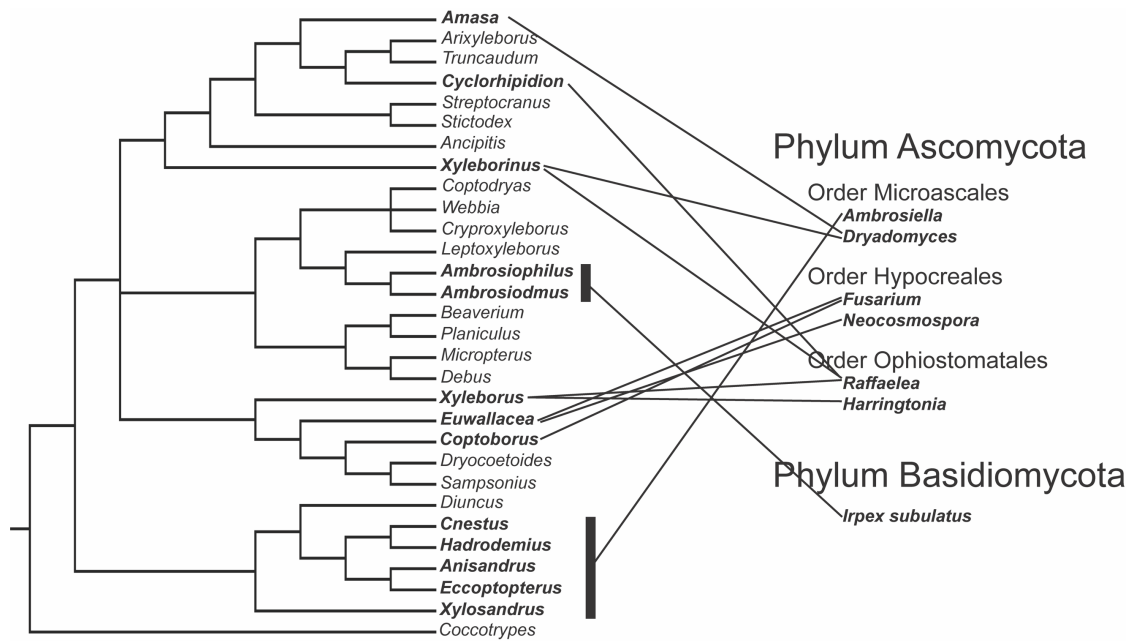 Amasa
Arixyleborus
Truncaudum
Cyclorhipidion
Streptocranus
Stictodex
Ancipitis
Xyleborinus
Coptodryas
Webbia
Cryproxyleborus
Leptoxyleborus
Ambrosiophilus
Ambrosiodmus
Beaverium
Planiculus
Micropterus
Debus
Xyleborus
Euwallacea
Coptoborus
Dryocoetoides
Sampsonius
Diuncus
Cnestus
Hadrodemius
Anisandrus
Eccoptopterus
Xylosandrus
Coccotrypes
Phylum Ascomycota
Order Microascales
Ambrosiella
Dryadomyces
Order Hypocreales
Fusarium
Neocosmospora
Order Ophiostomatales
Raffaelea
Harringtonia
Phylum Basidiomycota
Irpex subulatus